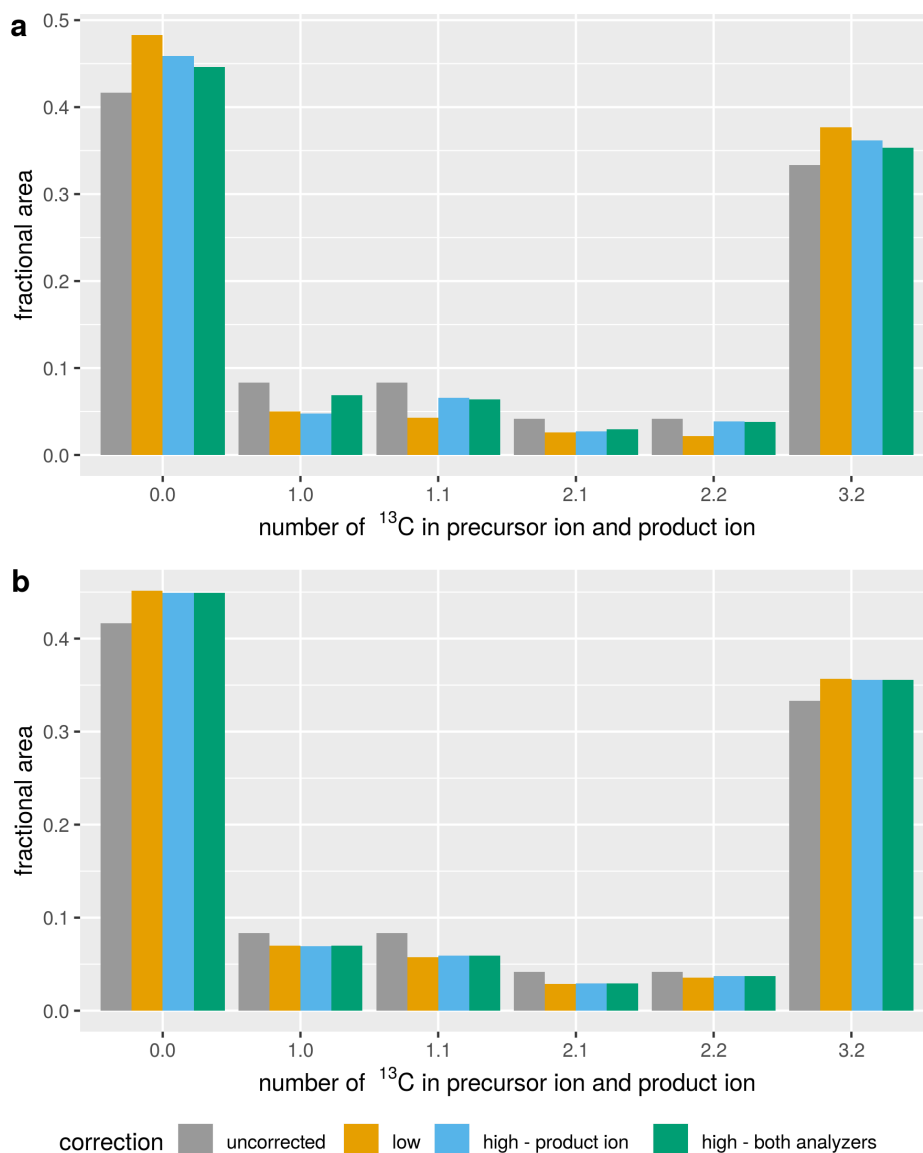 a
fractional area
0.5
0.4
0.3
0.2
0.1
0.0
0.0 1.0 1.1 2.1 2.2 3.2
number of ¹³C in precursor ion and product ion
b
fractional area
0.4
0.3
0.2
0.1
0.0
0.0 1.0 1.1 2.1 2.2 3.2
number of ¹³C in precursor ion and product ion
correction uncorrected low high - product ion high - both analyzers